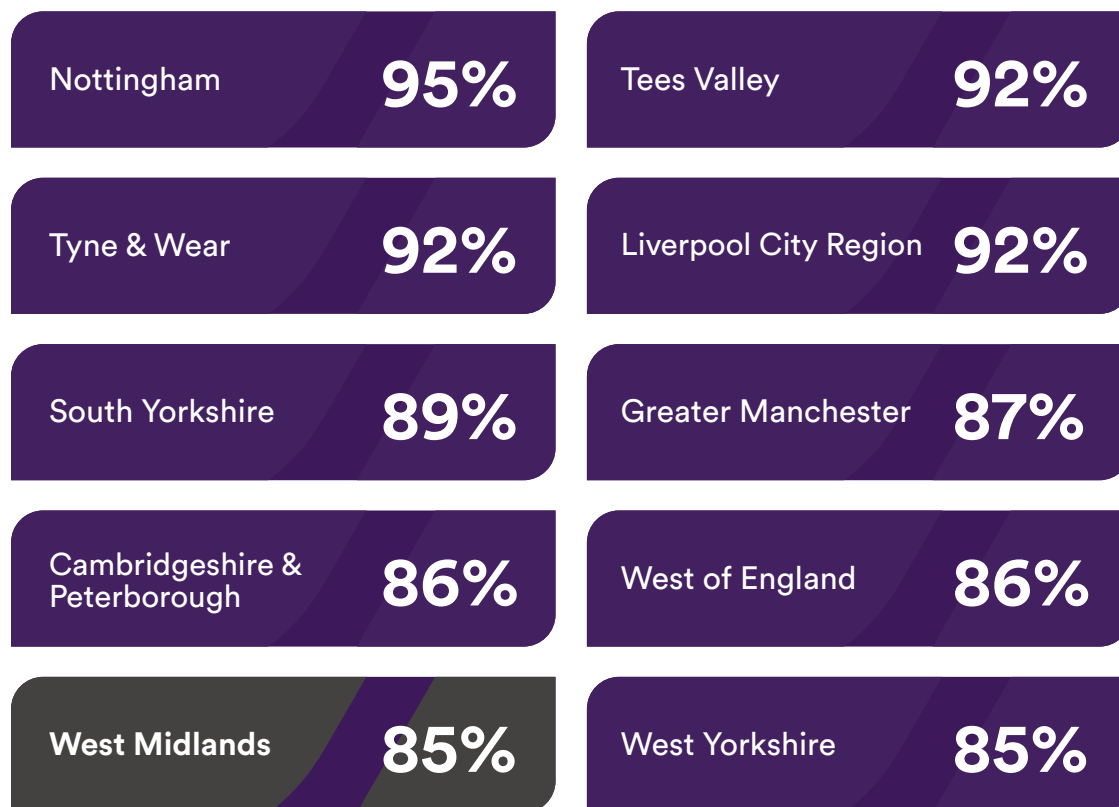 Nottingham 95%
Tees Valley 92%
Tyne & Wear 92%
Liverpool City Region 92%
South Yorkshire 89%
Greater Manchester 87%
Cambridgeshire &
Peterborough 86%
West of England 86%
West Midlands 85%
West Yorkshire 85%